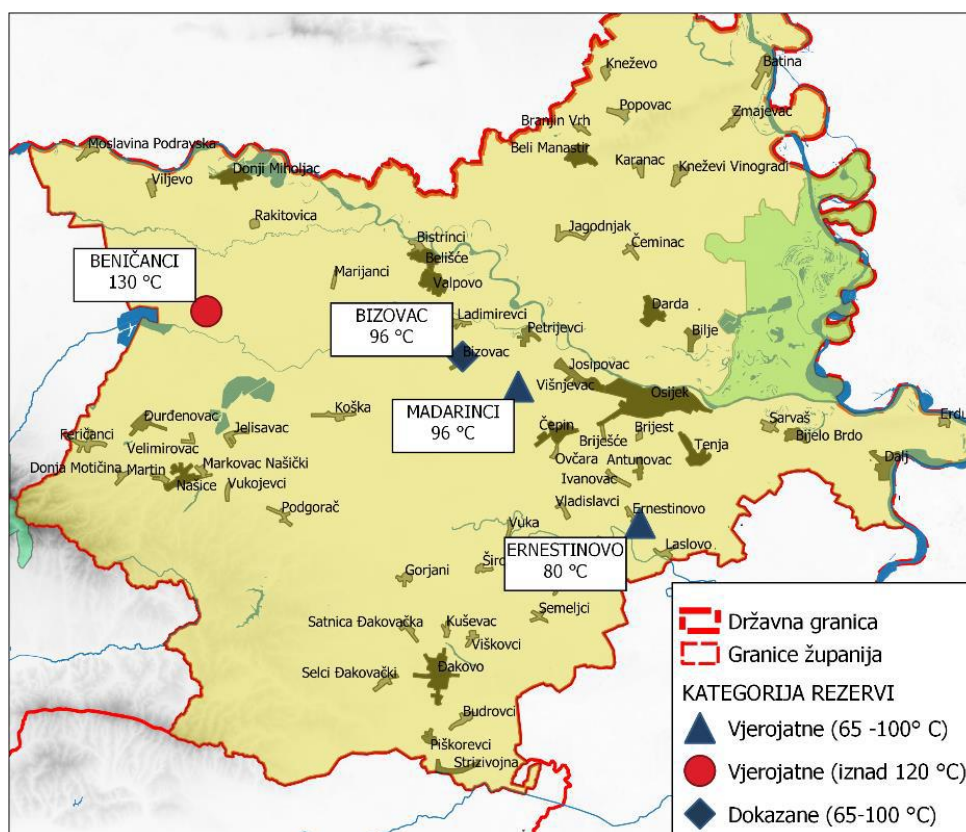 Kneževo
Batina
Popovac
Zmajevac
Branjin Vrh
Moslavina Podravska
Beli Manastir
Karanac
Kneževi Vinogradi
Donji Miholjac
Viljevo
Rakitovica
Jagodnjak
Čeminac
Bistrinci
Belišće
BENIČANCI
130 °C
Marijanci
Valpovo
Darda
BIZOVAC
96 °C
Ladimirevci
Petrijevci
Bilje
Bizovac
Josipovac
Višnjevac
Osijek
MADARINCI
96 °C
Koška
Đurđenovac
Feričanci
Jelisavac
Velimirovac
Čepin
Briješće
Brijest
Sarvaš
Erdu
Bijelo Brdo
Tenja
Dalj
Donja Motičina
Martin
Markovac Našički
Našice
Vukojevci
Ovčara
Antunovac
Ivanovac
Podgorač
Vladislavci
Ernestinovo
Vuka
ERNESTINOVO
80 °C
Laslovo
Širo
Gorjani
Semeljci
Satnica Đakovačka
Kuševac
Viškovci
Selci Đakovački
Đakovo
Budrovci
Piškorevci
Strizivojna
Državna granica
Granice županija
KATEGORIJA REZERVI
Vjerojatne (65 -100° C)
Vjerojatne (iznad 120 °C)
Dokazane (65-100 °C)